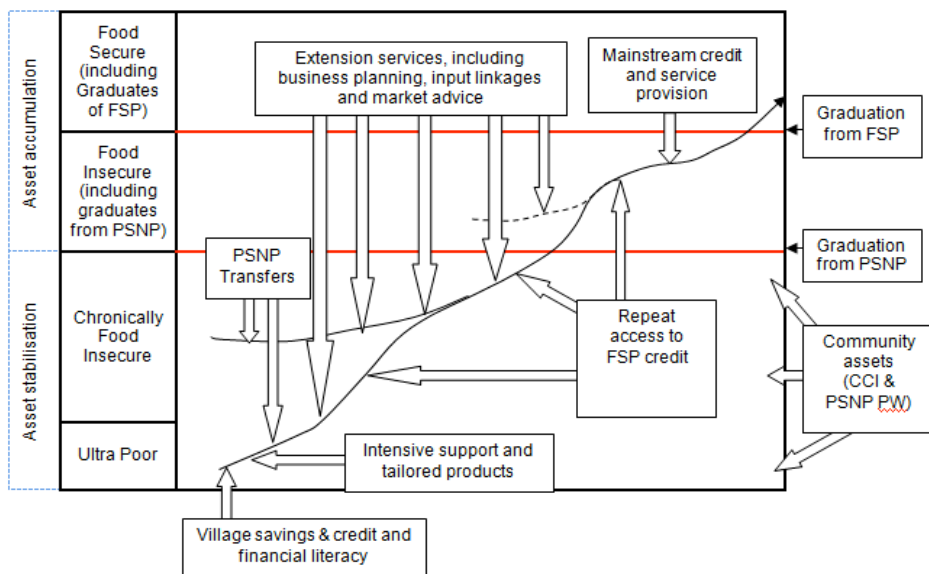 Asset accumulation
Asset stabilisation
Food
Secure
(including
Graduates
of FSP)
Food
Insecure
(including
graduates
from PSNP)
Chronically
Food
Insecure
Ultra Poor
Extension services, including
business planning, input linkages
and market advice
Mainstream credit
and service
provision
Graduation
from FSP
PSNP
Transfers
Graduation
from PSNP
Repeat
access to
FSP credit
Community
assets
(CCI &
PSNP PW)
Intensive support and
tailored products
Village savings & credit and
financial literacy